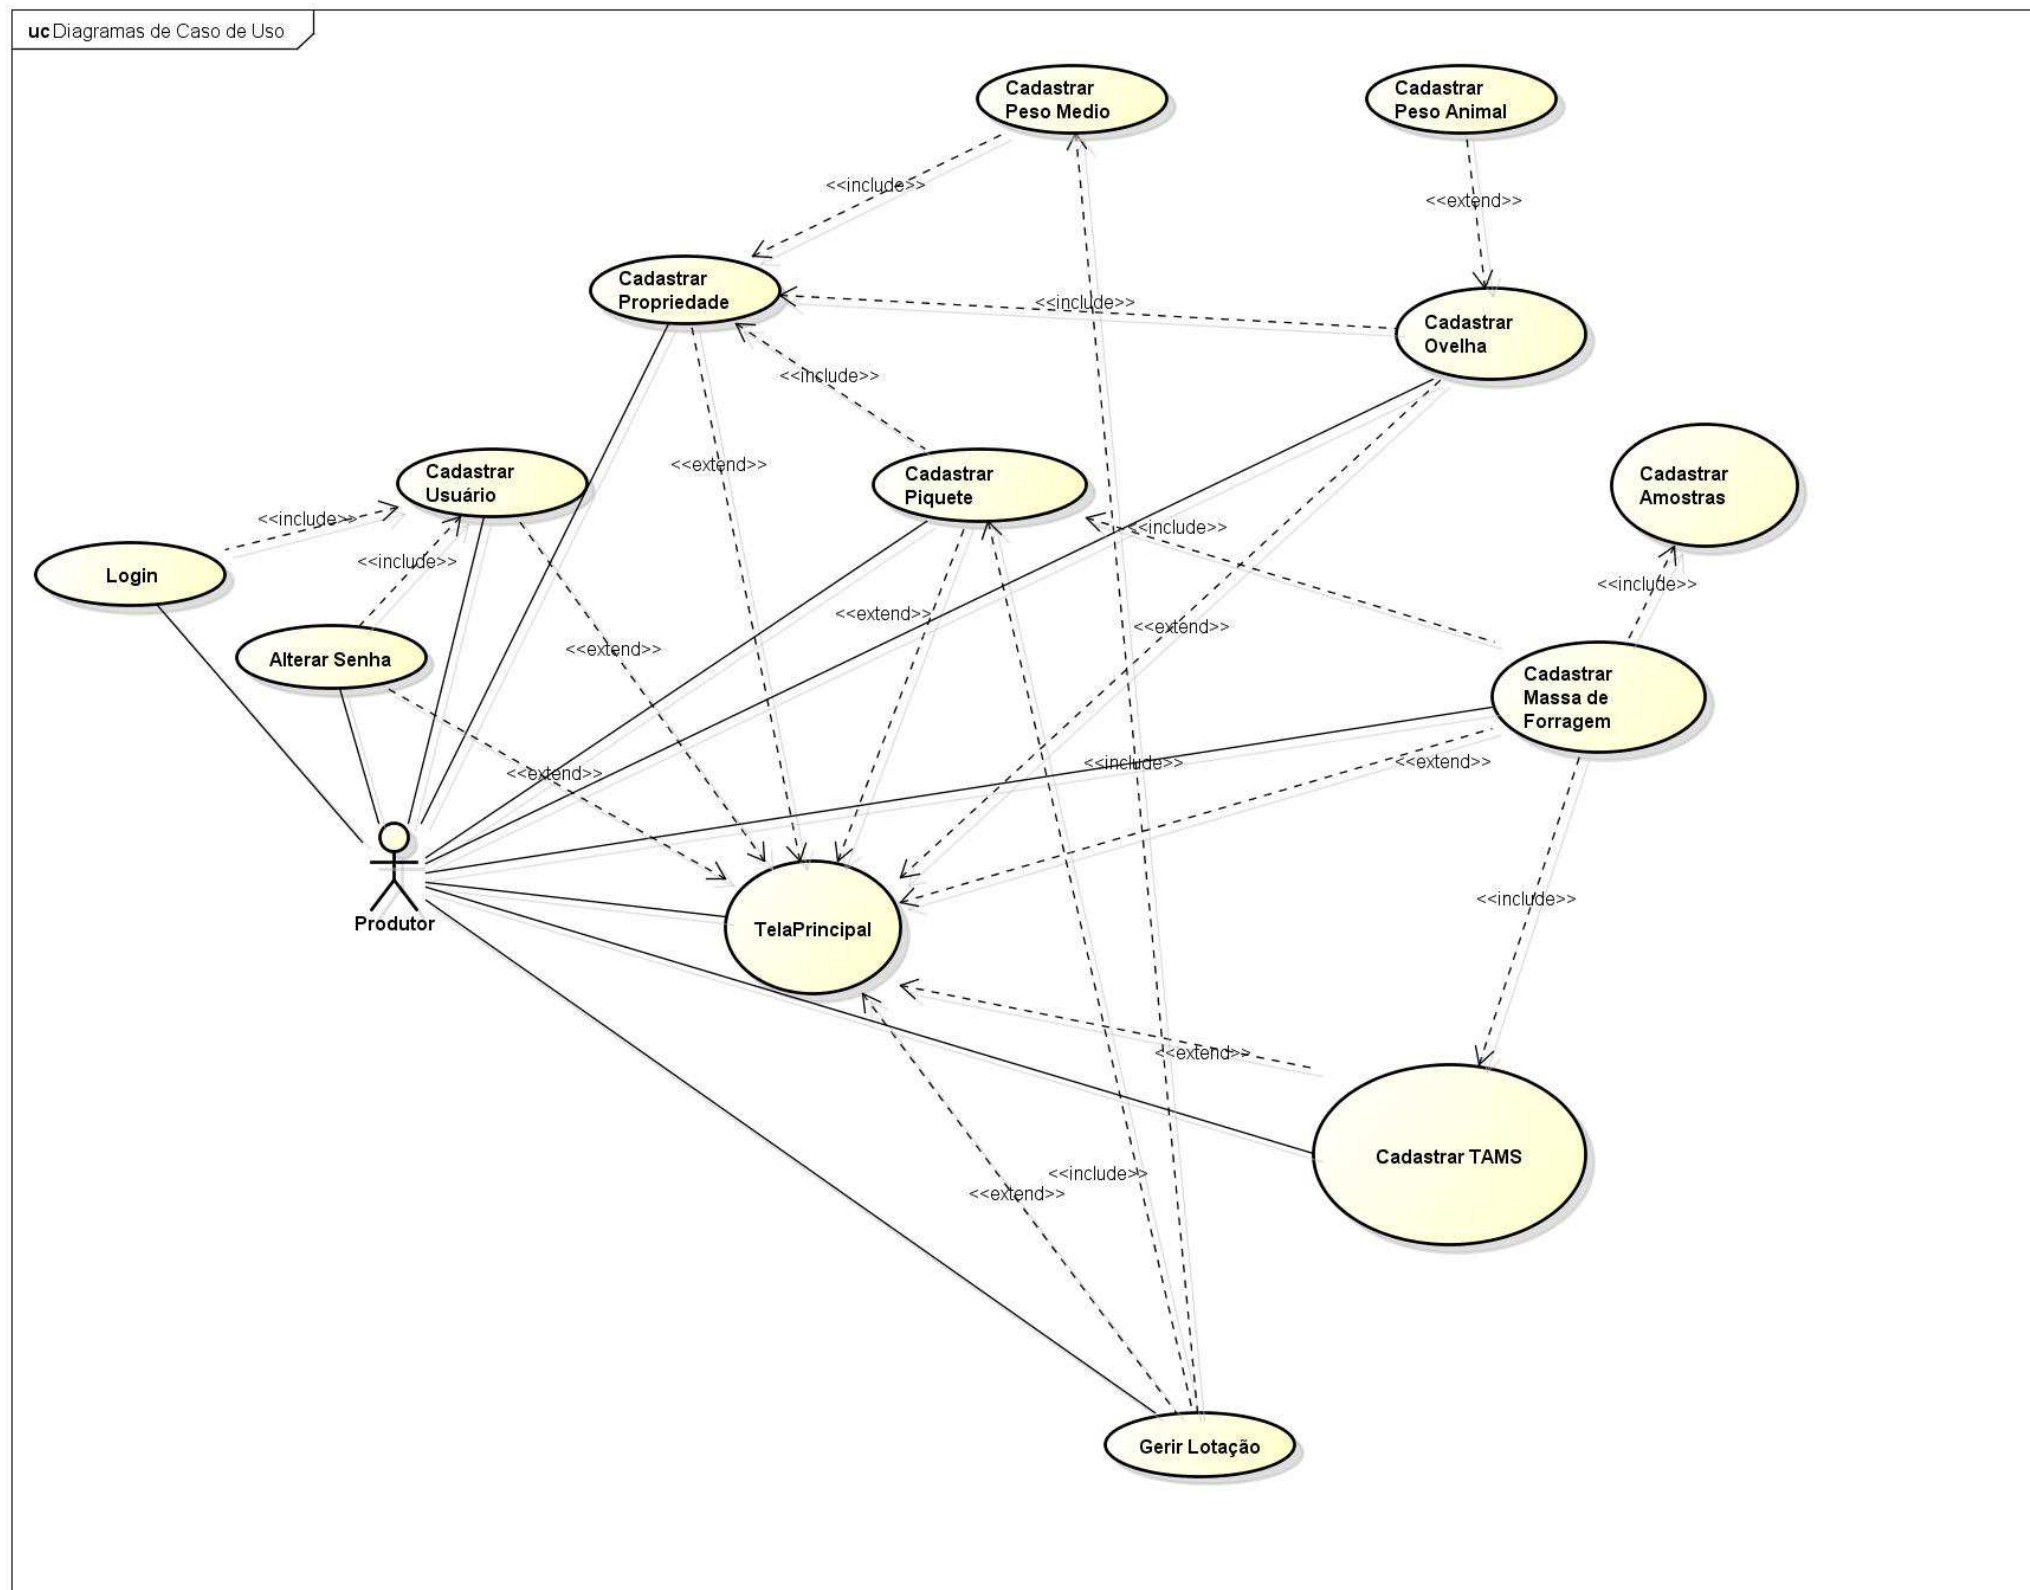 uc Diagramas de Caso de Uso
Cadastrar
Peso Medio
Cadastrar
Peso Animal
<<include>>
<<extend>>
Cadastrar
Propriedade
<<include>>
Cadastrar
Ovelha
<<include>>
<<extend>>
Cadastrar
Usuário
Cadastrar
Piquete
Cadastrar
Amostras
<<include>>
<<include>>
<<include>>
Login
<<include>>
<<extend>>
<<extend>>
<<extend>>
Alterar Senha
Cadastrar
Massa de
Forragem
<<extend>>
<<include>>
<<extend>>
<<include>>
Produtor
TelaPrincipal
<<extend>>
Cadastrar TAMS
<<include>>
<<extend>>
Gerir Lotação